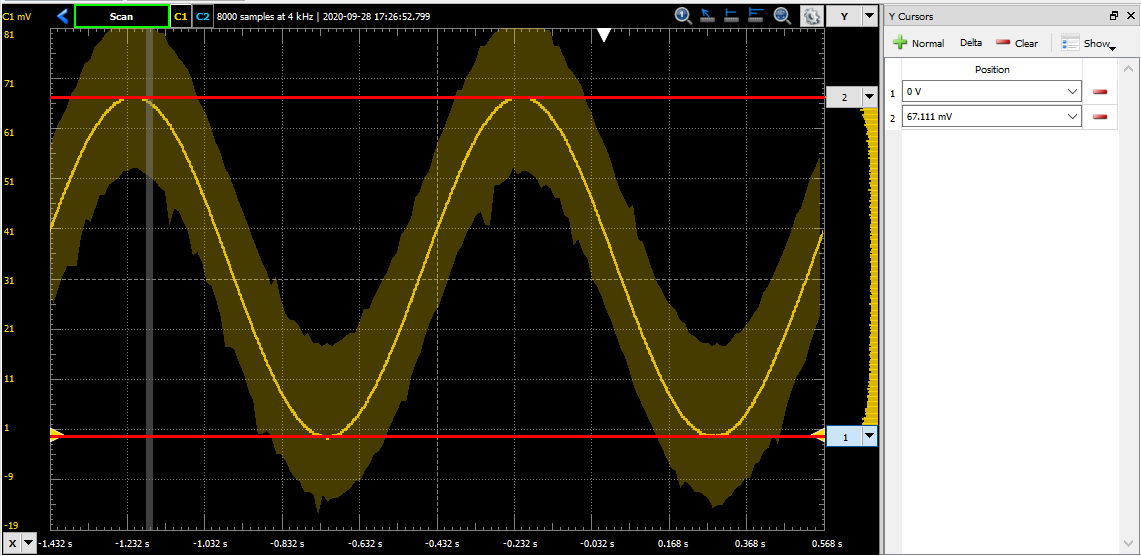 C1 mV
Scan
C1
C2
8000 samples at 4 kHz | 2020-09-28 17:26:52.799
Y
81
71
61
51
41
31
21
11
1
-9
-19
2
1
X
-1.432 s
-1.232 s
-1.032 s
-0.832 s
-0.632 s
-0.432 s
-0.232 s
-0.032 s
0.168 s
0.368 s
0.568 s
Y Cursors
Normal Delta Clear Show
Position
1 0 V
2 67.111 mV